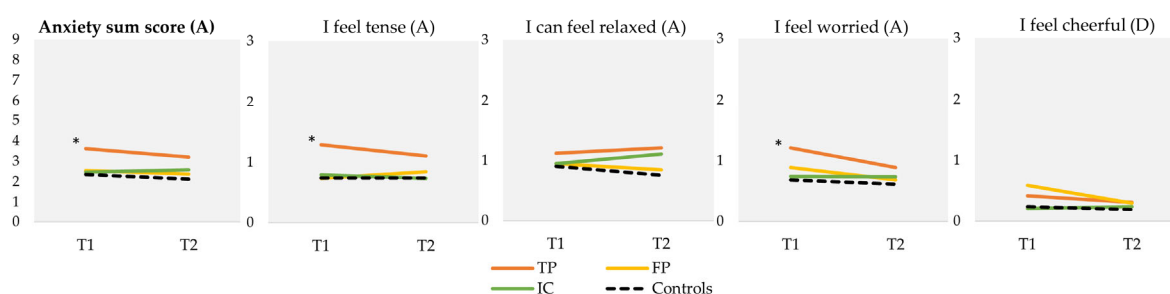 Anxiety sum score (A)
9
8
7
6
5
4
3
2
1
0
*
T1 T2
I feel tense (A)
3
2
1
0
*
T1 T2
I can feel relaxed (A)
3
2
1
0
T1 T2
I feel worried (A)
3
2
1
0
*
T1 T2
I feel cheerful (D)
3
2
1
0
T1 T2
TP FP
IC Controls